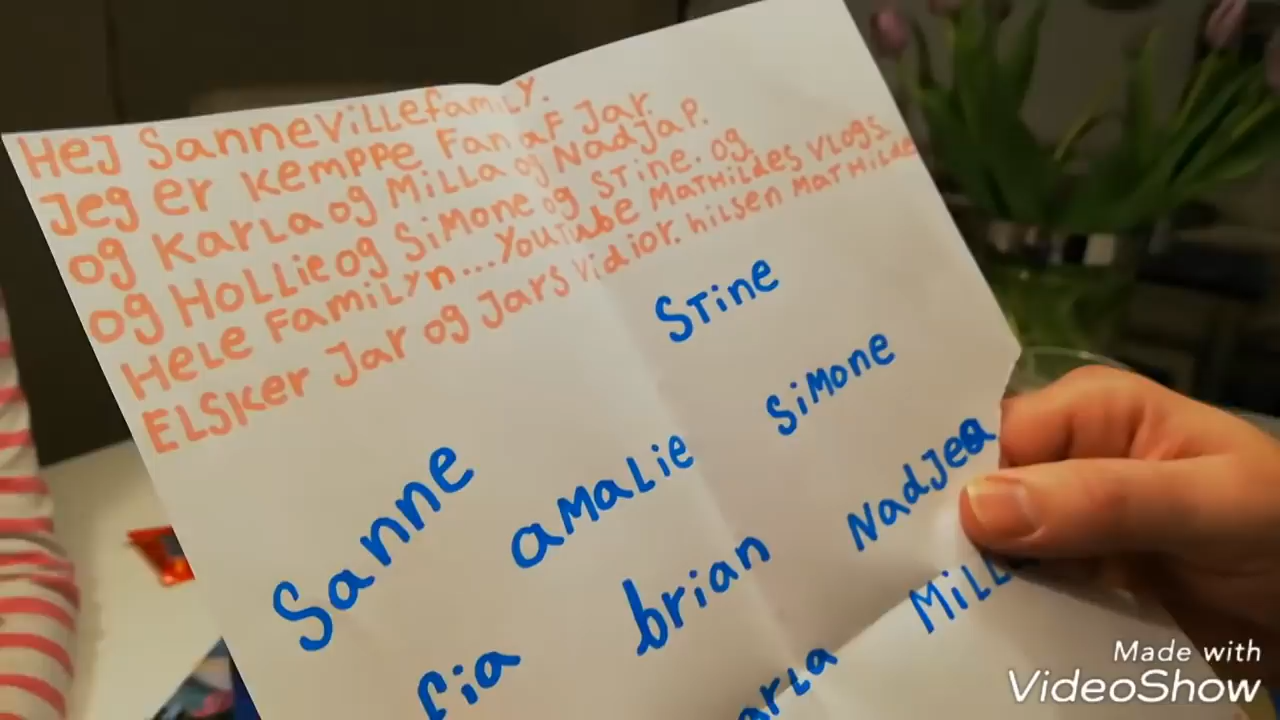 HEJ SanneVillefamiLY.
Jeg er KemPPe Fan aF Jar.
og KarLa og MiLLa og NadJaP.
og HoLLie og SiMone og STine. og
HeLe FamiLYn...YouTube MaTHiLdes VLogS
ELSKer Jar og Jars Vidior. hilsen MaTHiLde
STine
SiMone
Sanne
aMaLie
NadJea
brian
MiLLa
fia
arLa
Made with
VideoShow